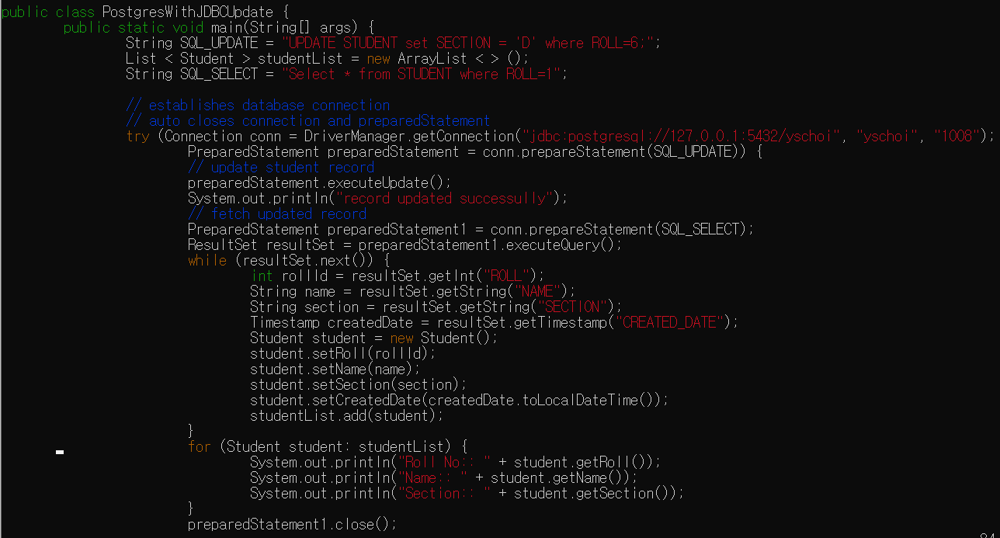 public class PostgresWithJDBCUpdate {
public static void main(String[] args) {
String SQL_UPDATE = "UPDATE STUDENT set SECTION = 'D' where ROLL=6;";
List < Student > studentList = new ArrayList < > ();
String SQL_SELECT = "Select * from STUDENT where ROLL=1";
// establishes database connection
// auto closes connection and preparedStatement
try (Connection conn = DriverManager.getConnection("jdbc:postgresql://127.0.0.1:5432/yschoi", "yschoi", "1008");
PreparedStatement preparedStatement = conn.prepareStatement(SQL_UPDATE)) {
// update student record
preparedStatement.executeUpdate();
System.out.println("record updated successully");
// fetch updated record
PreparedStatement preparedStatement1 = conn.prepareStatement(SQL_SELECT);
ResultSet resultSet = preparedStatement1.executeQuery();
while (resultSet.next()) {
int rollId = resultSet.getInt("ROLL");
String name = resultSet.getString("NAME");
String section = resultSet.getString("SECTION");
Timestamp createdDate = resultSet.getTimestamp("CREATED_DATE");
Student student = new Student();
student.setRoll(rollId);
student.setName(name);
student.setSection(section);
student.setCreatedDate(createdDate.toLocalDateTime());
studentList.add(student);
}
for (Student student: studentList) {
System.out.println("Roll No:: " + student.getRoll());
System.out.println("Name:: " + student.getName());
System.out.println("Section:: " + student.getSection());
}
preparedStatement1.close();